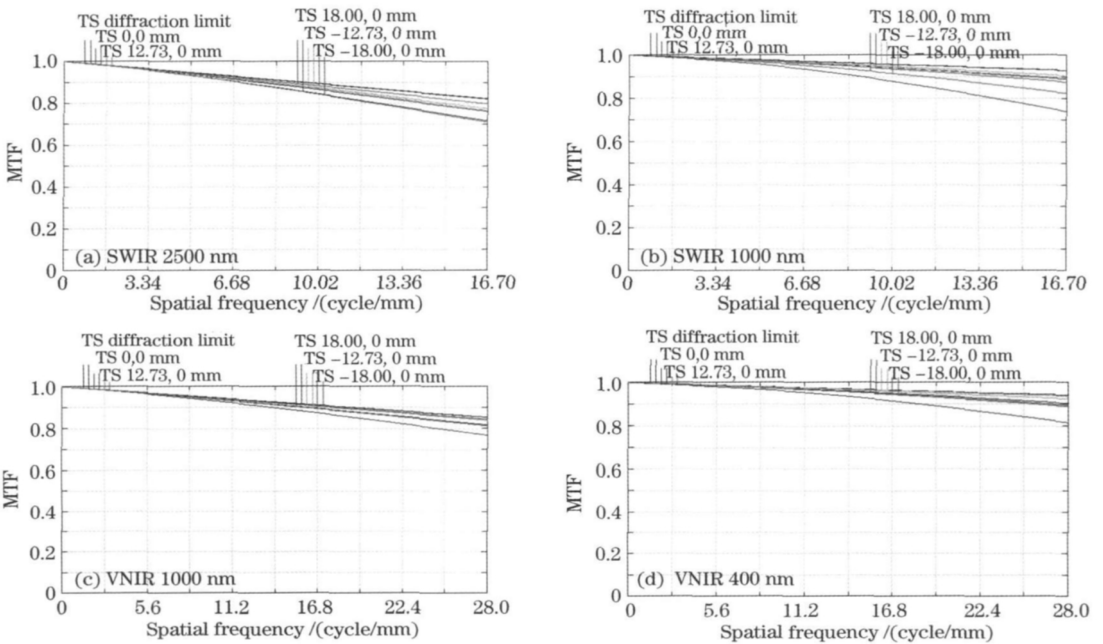 TS diffraction limit
TS 0,0 mm
TS 12.73, 0 mm
TS 18.00, 0 mm
TS −12.73, 0 mm
TS −18.00, 0 mm
1.0
0.8
0.6
0.4
0.2
0
MTF
(a) SWIR 2500 nm
0 3.34 6.68 10.02 13.36 16.70
Spatial frequency /(cycle/mm)
TS diffraction limit
TS 0,0 mm
TS 12.73, 0 mm
TS 18.00, 0 mm
TS −12.73, 0 mm
TS −18.00, 0 mm
1.0
0.8
0.6
0.4
0.2
0
MTF
(b) SWIR 1000 nm
0 3.34 6.68 10.02 13.36 16.70
Spatial frequency /(cycle/mm)
TS diffraction limit
TS 0,0 mm
TS 12.73, 0 mm
TS 18.00, 0 mm
TS −12.73, 0 mm
TS −18.00, 0 mm
1.0
0.8
0.6
0.4
0.2
0
MTF
(c) VNIR 1000 nm
0 5.6 11.2 16.8 22.4 28.0
Spatial frequency /(cycle/mm)
TS diffraction limit
TS 0,0 mm
TS 12.73, 0 mm
TS 18.00, 0 mm
TS −12.73, 0 mm
TS −18.00, 0 mm
1.0
0.8
0.6
0.4
0.2
0
MTF
(d) VNIR 400 nm
0 5.6 11.2 16.8 22.4 28.0
Spatial frequency /(cycle/mm)